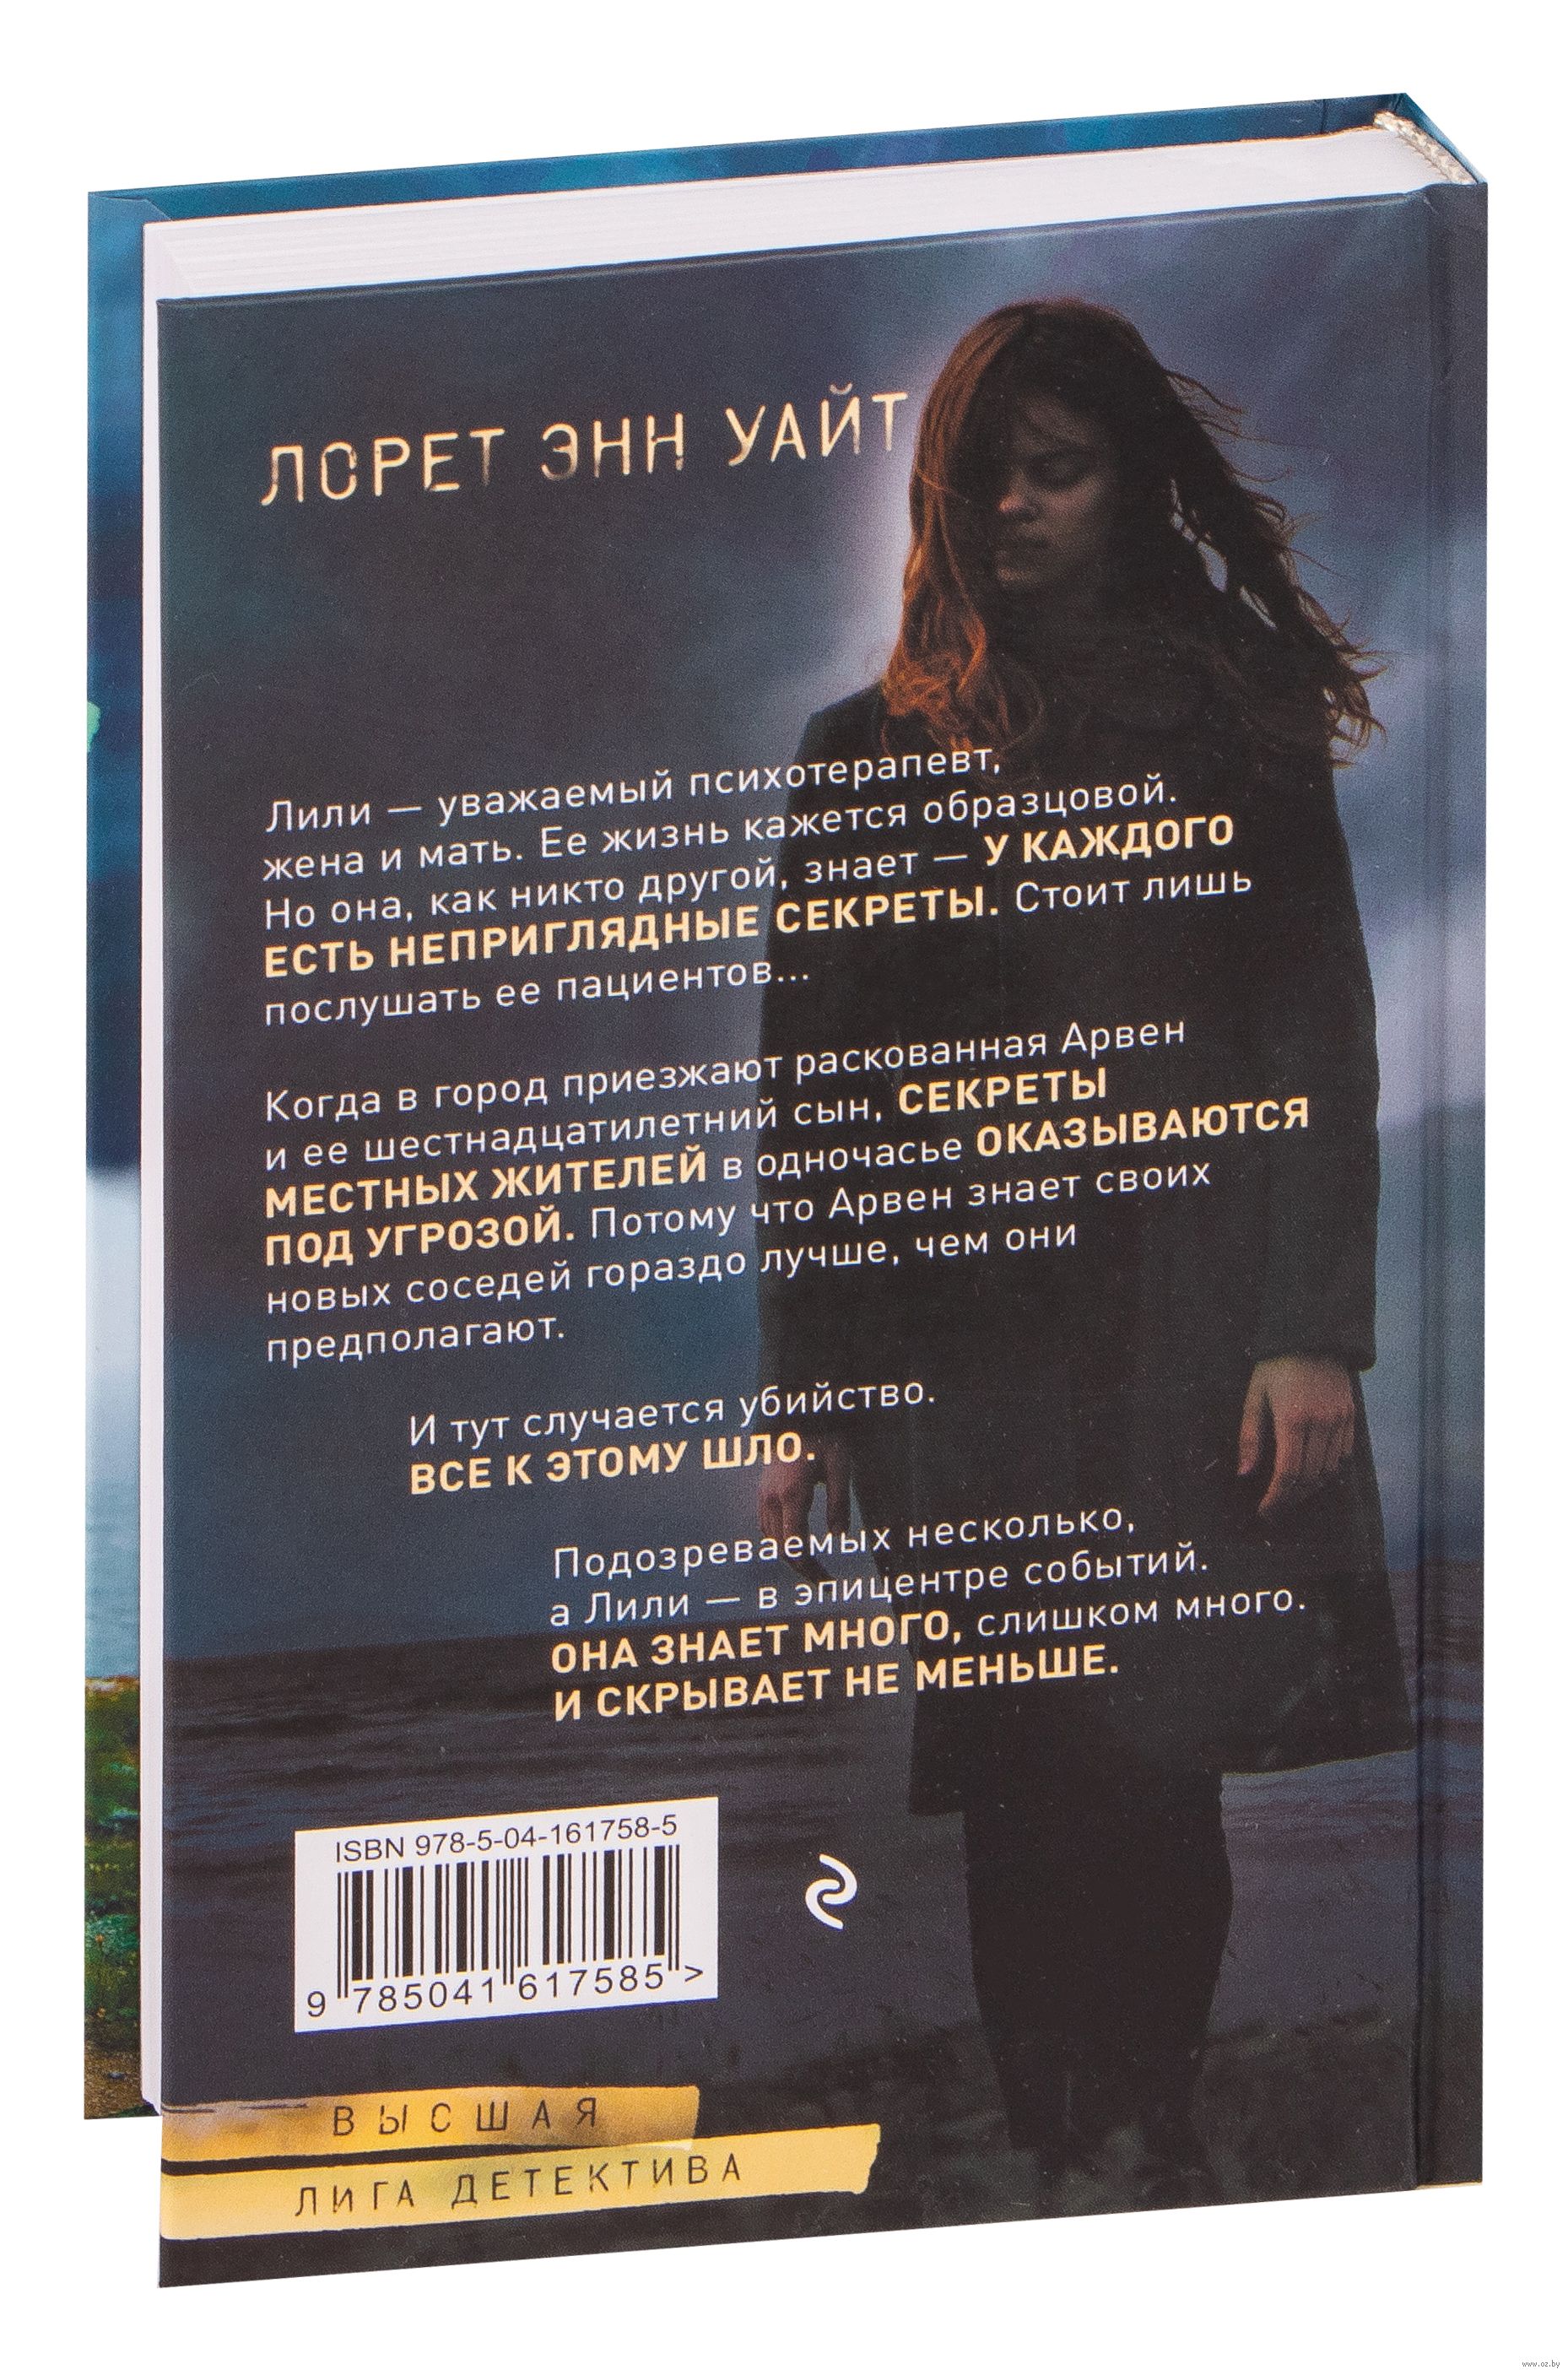 ЛОРЕТ ЭНН УАЙТ
Лили — уважаемый психотерапевт,
жена и мать. Ее жизнь кажется образцовой.
Но она, как никто другой, знает — У КАЖДОГО
ЕСТЬ НЕПРИГЛЯДНЫЕ СЕКРЕТЫ. Стоит лишь
послушать ее пациентов...
Когда в город приезжают раскованная Арвен
и ее шестнадцатилетний сын, СЕКРЕТЫ
МЕСТНЫХ ЖИТЕЛЕЙ в одночасье ОКАЗЫВАЮТСЯ
ПОД УГРОЗОЙ. Потому что Арвен знает своих
новых соседей гораздо лучше, чем они
предполагают.
И тут случается убийство.
ВСЕ К ЭТОМУ ШЛО.
Подозреваемых несколько,
а Лили — в эпицентре событий.
ОНА ЗНАЕТ МНОГО, слишком много.
И СКРЫВАЕТ НЕ МЕНЬШЕ.
ISBN 978-5-04-161758-5
9 785041 617585 >
ВЫСШАЯ
ЛИГА ДЕТЕКТИВА
www.oz.by